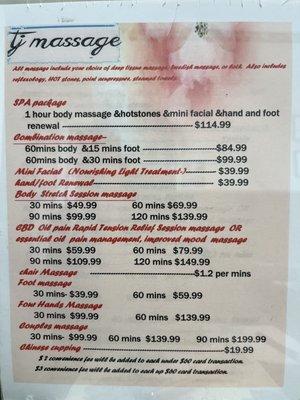 tj massage
All massage include your choice of deep tissue massage, Swedish massage, or both. Also includes
reflexology, HOT stones, point acupressure, steamed towels.
SPA package
1 hour body massage &hotstones &mini facial &hand and foot
renewal ---------------------------------- $114.99
Combination massage-
60mins body &15 mins foot ------------------ $84.99
60mins body &30 mins foot ------------------ $99.99
Mini Facial (Nourishing Light Treatment-)--------- $39.99
hand/foot Renewal------------------------ $39.99
Body Stretch Session massage
30 mins $49.99 60 mins $69.99
90 mins $99.99 120 mins $139.99
CBD Oil pain Rapid Tension Relief Session massage OR
essential oil pain management, improved mood massage
30 mins $59.99 60 mins $79.99
90 mins $109.99 120 mins $149.99
chair Massage ------------------------$1.2 per mins
Foot massage
30 mins- $39.99 60 mins $59.99
Four Hands Massage
30 mins $99.99 60 mins $139.99
Couples massage
30 mins- $99.99 60 mins $139.99 90 mins $199.99
Chinese cupping -----------------------------$19.99
convenience fee will be added to each under $60 card transaction.
$3 convenience fee will be added to each up $60 card transaction.